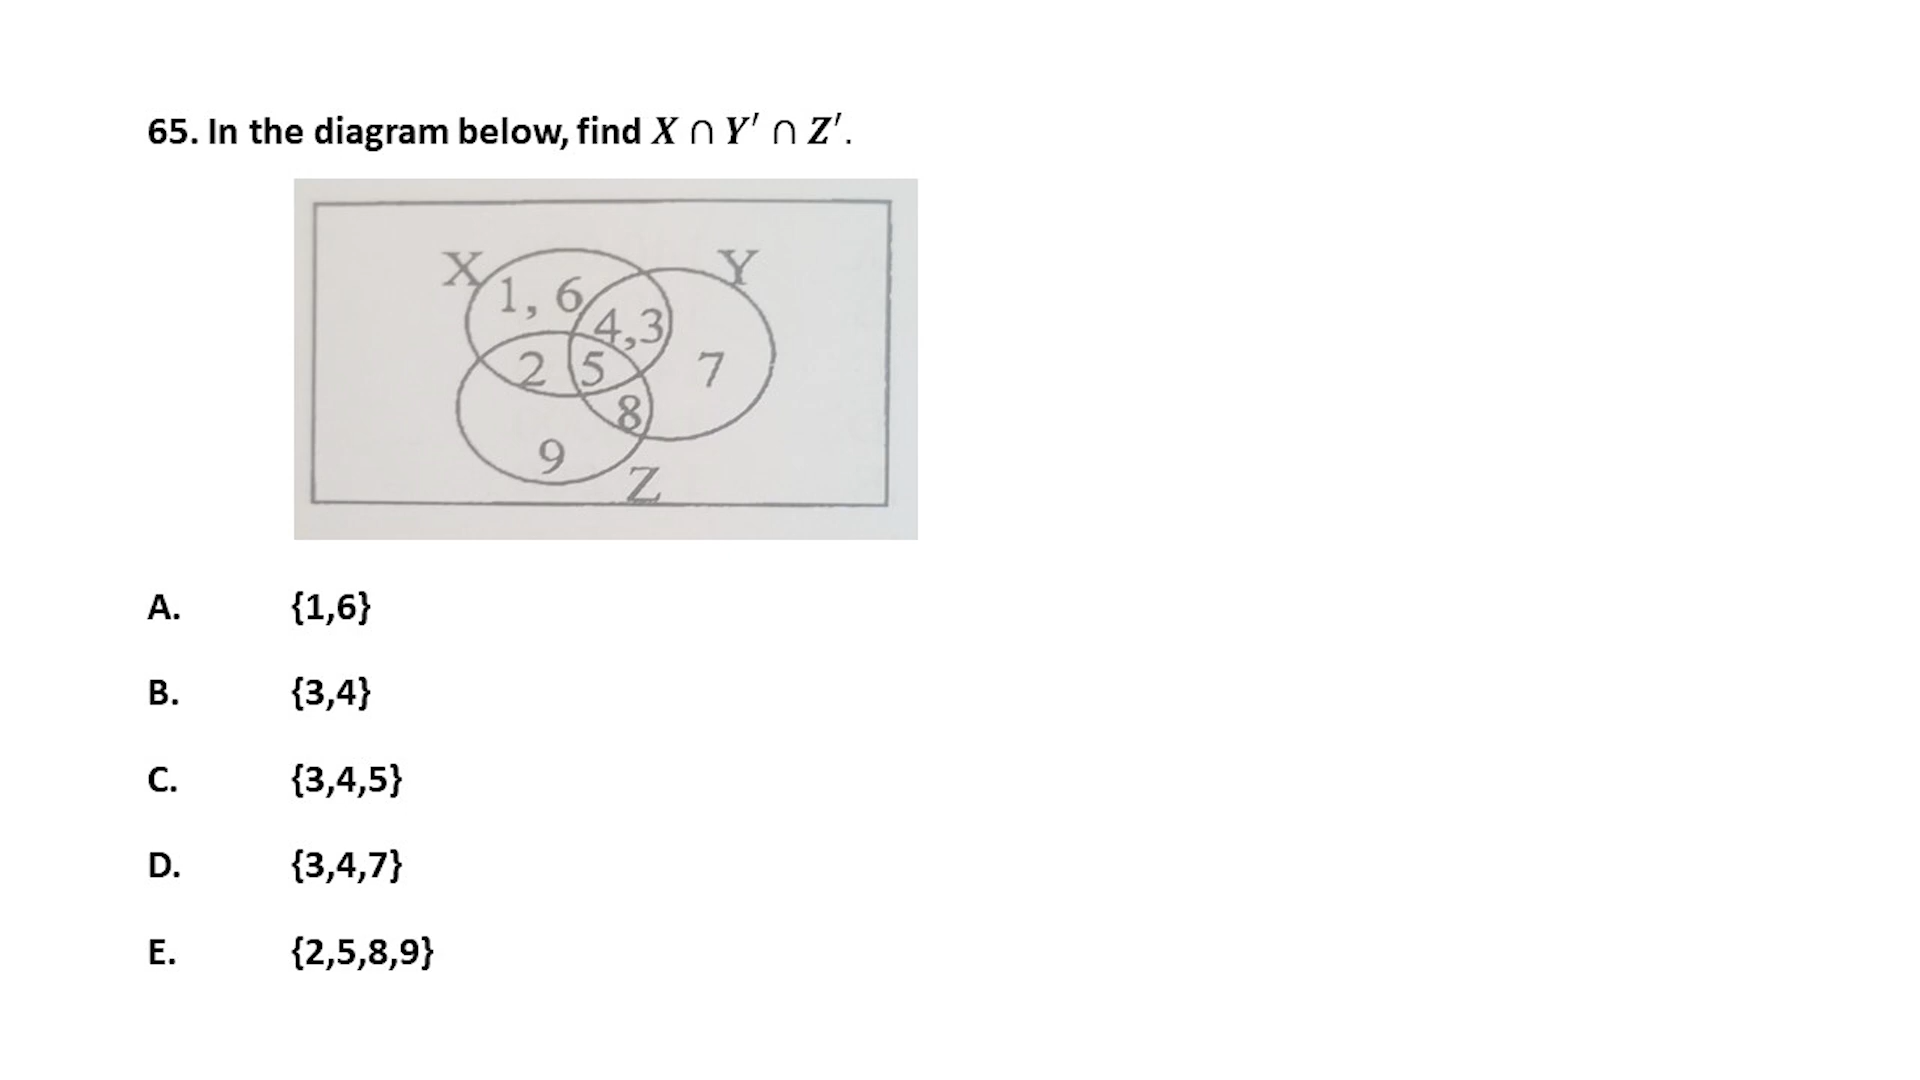 65. In the diagram below, find X ∩ Y′ ∩ Z′.
X
Y
1, 6
4,3
2
5
7
8
9
Z
A. {1,6}
B. {3,4}
C. {3,4,5}
D. {3,4,7}
E. {2,5,8,9}